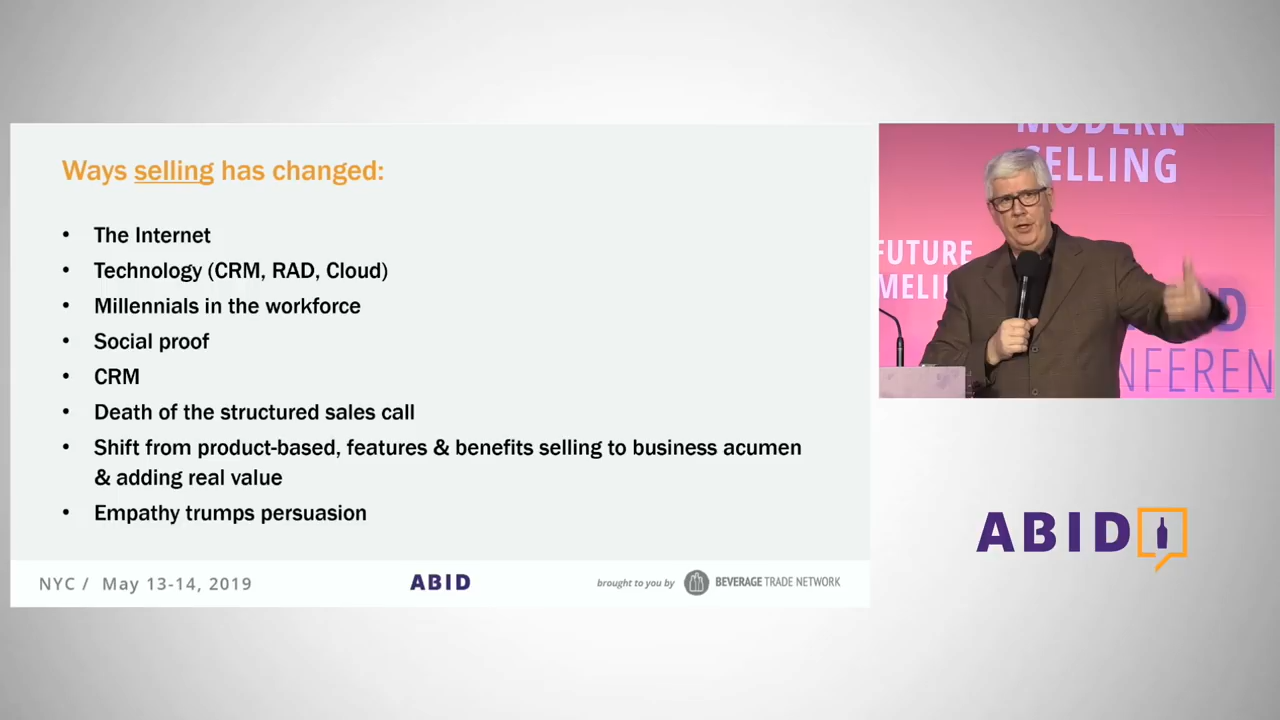 Ways selling has changed:
• The Internet
• Technology (CRM, RAD, Cloud)
• Millennials in the workforce
• Social proof
• CRM
• Death of the structured sales call
• Shift from product-based, features & benefits selling to business acumen
& adding real value
• Empathy trumps persuasion
NYC / May 13-14, 2019
ABID
brought to you by
BEVERAGE TRADE NETWORK
MODERN
SELLING
FUTURE
ABID